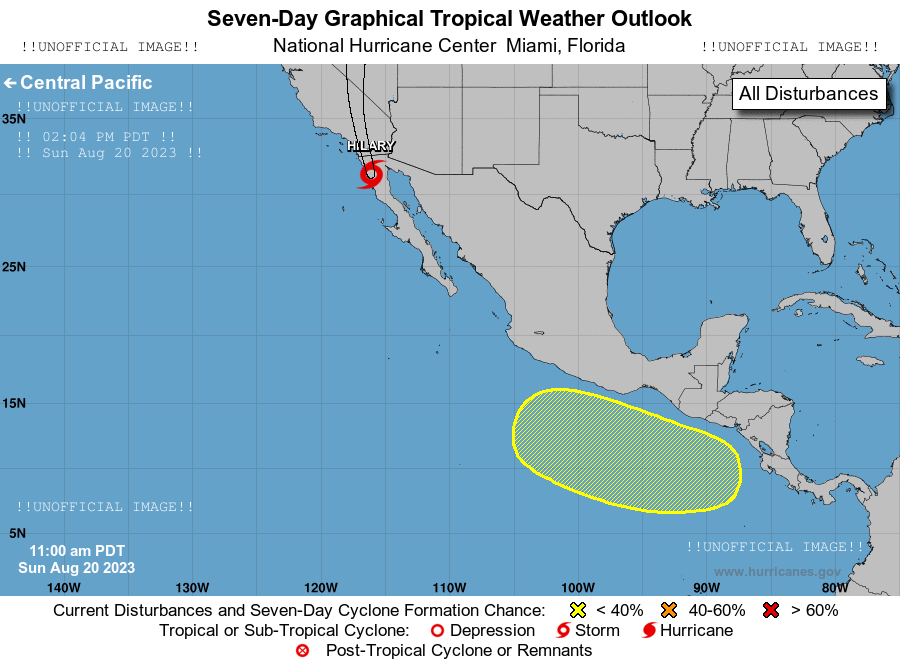 Seven-Day Graphical Tropical Weather Outlook
!!UNOFFICIAL IMAGE!! National Hurricane Center Miami, Florida !!UNOFFICIAL IMAGE!!
← Central Pacific
All Disturbances
!!UNOFFICIAL IMAGE!!
35N
!! 02:04 PM PDT !!
!! Sun Aug 20 2023 !!
HILARY
25N
15N
!!UNOFFICIAL IMAGE!!
5N
11:00 am PDT
Sun Aug 20 2023
!!UNOFFICIAL IMAGE!!
www.hurricanes.gov
140W 130W 120W 110W 100W 90W 80W
Current Disturbances and Seven-Day Cyclone Formation Chance: < 40% 40-60% > 60%
Tropical or Sub-Tropical Cyclone: Depression Storm Hurricane
Post-Tropical Cyclone or Remnants